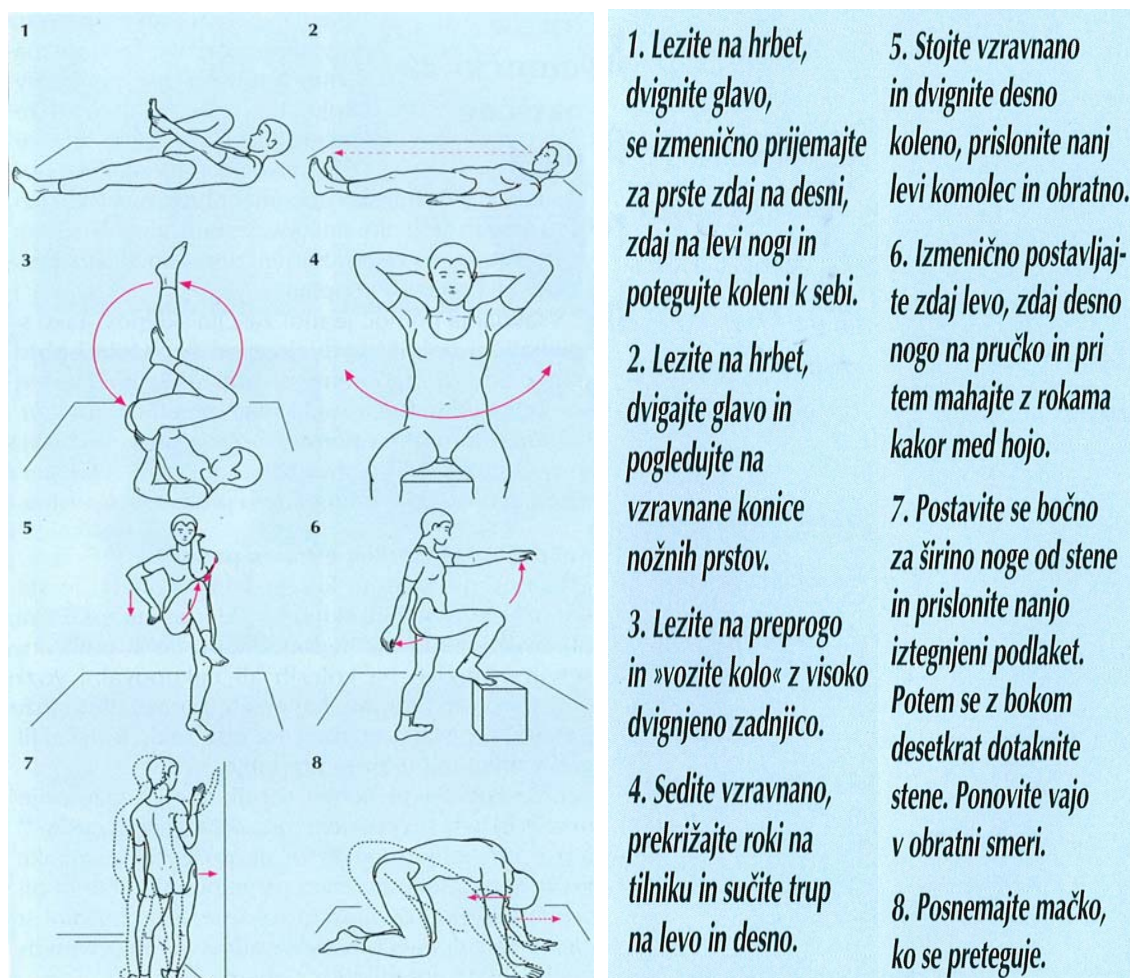 1
2
3
4
5
6
7
8
1. Lezite na hrbet,
dvignite glavo,
se izmenično prijemajte
za prste zdaj na desni,
zdaj na levi nogi in
potegujte koleni k sebi.
2. Lezite na hrbet,
dvigajte glavo in
pogledujte na
vzravnane konice
nožnih prstov.
3. Lezite na preprogo
in »vozite kolo« z visoko
dvignjeno zadnjico.
4. Sedite vzravnano,
prekrižajte roki na
tilniku in sučite trup
na levo in desno.
5. Stojte vzravnano
in dvignite desno
koleno, prislonite nanj
levi komolec in obratno.
6. Izmenično postavljaj-
te zdaj levo, zdaj desno
nogo na pručko in pri
tem mahajte z rokama
kakor med hojo.
7. Postavite se bočno
za širino noge od stene
in prislonite nanjo
iztegnjeni podlaket.
Potem se z bokom
desetkrat dotaknite
stene. Ponovite vajo
v obratni smeri.
8. Posnemajte mačko,
ko se preteguje.